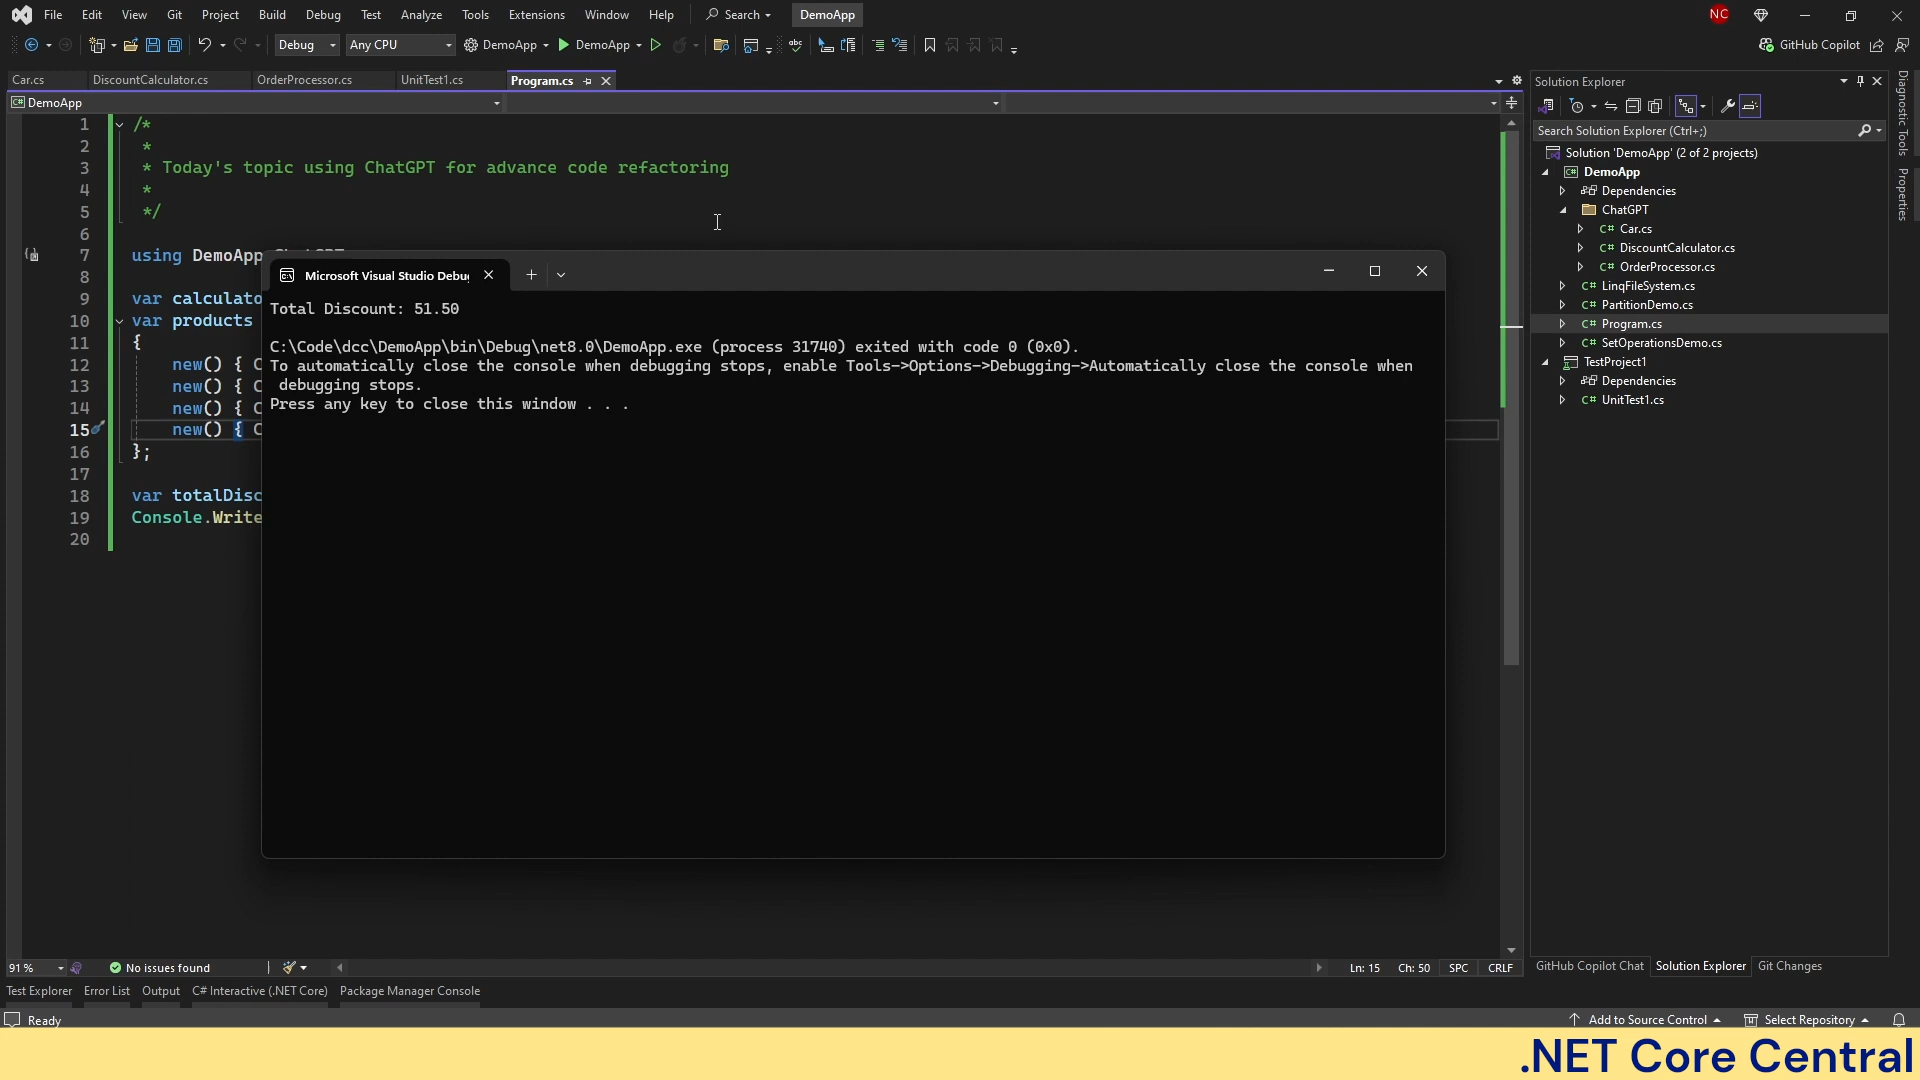 File Edit View Git Project Build Debug Test Analyze Tools Extensions Window Help Search DemoApp NC
Debug Any CPU DemoApp DemoApp GitHub Copilot
Car.cs DiscountCalculator.cs OrderProcessor.cs UnitTest1.cs Program.cs
C# DemoApp
1 /*
2 *
3 * Today's topic using ChatGPT for advance code refactoring
4 *
5 */
6
7 using DemoApp
8
9 var calculato
10 var products
11 {
12 new() { C
13 new() { C
14 new() { C
15 new() { C
16 };
17
18 var totalDisc
19 Console.Write
20
Microsoft Visual Studio Debug
Total Discount: 51.50
C:\Code\dcc\DemoApp\bin\Debug\net8.0\DemoApp.exe (process 31740) exited with code 0 (0x0).
To automatically close the console when debugging stops, enable Tools->Options->Debugging->Automatically close the console when
debugging stops.
Press any key to close this window . . .
Solution Explorer
Search Solution Explorer (Ctrl+;)
Solution 'DemoApp' (2 of 2 projects)
C# DemoApp
Dependencies
ChatGPT
C# Car.cs
C# DiscountCalculator.cs
C# OrderProcessor.cs
C# LinqFileSystem.cs
C# PartitionDemo.cs
C# Program.cs
C# SetOperationsDemo.cs
TestProject1
Dependencies
C# UnitTest1.cs
Diagnostic Tools
Properties
91 % No issues found Ln: 15 Ch: 50 SPC CRLF
GitHub Copilot Chat Solution Explorer Git Changes
Test Explorer Error List Output C# Interactive (.NET Core) Package Manager Console
Ready Add to Source Control Select Repository
.NET Core Central